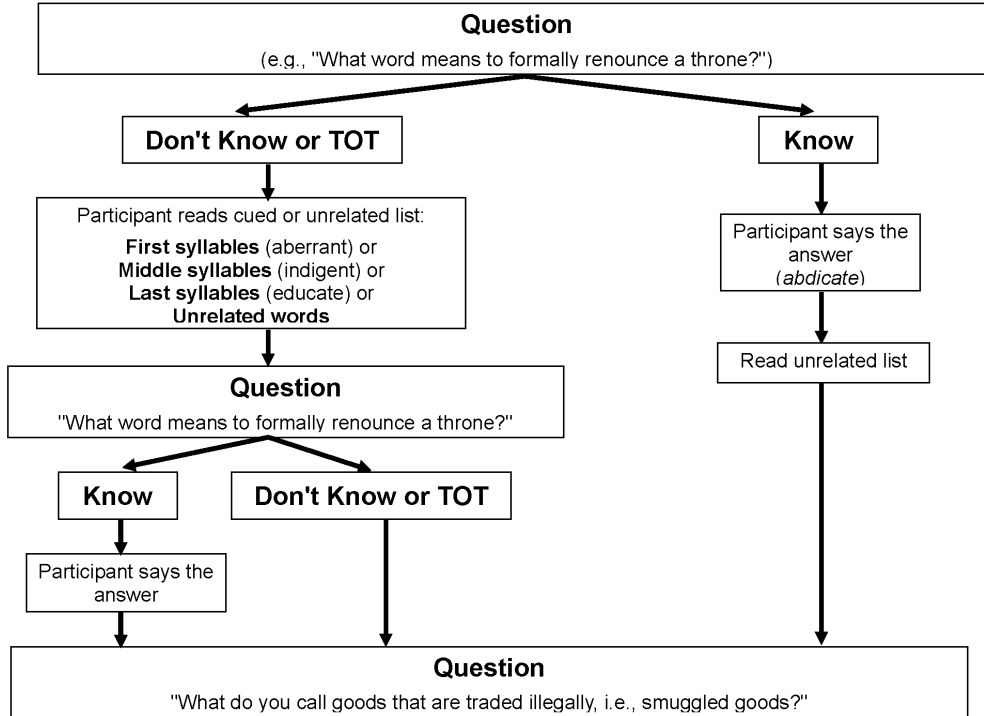 Question
(e.g., "What word means to formally renounce a throne?")
Don't Know or TOT
Know
Participant reads cued or unrelated list:
First syllables (aberrant) or
Middle syllables (indigent) or
Last syllables (educate) or
Unrelated words
Participant says the
answer
(abdicate)
Read unrelated list
Question
"What word means to formally renounce a throne?"
Know
Don't Know or TOT
Participant says the
answer
Question
"What do you call goods that are traded illegally, i.e., smuggled goods?"